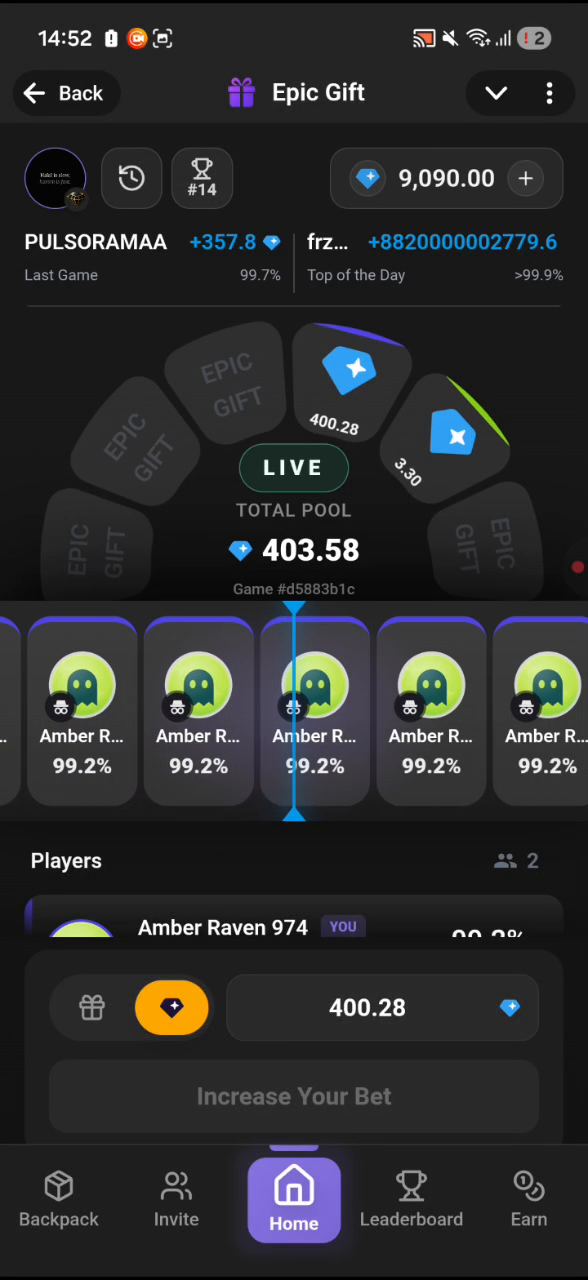 14:52
2
Back
Epic Gift
#14
9,090.00 +
PULSORAMAA +357.8
frz... +8820000002779.6
Last Game 99.7%
Top of the Day >99.9%
EPIC GIFT
EPIC GIFT
EPIC GIFT
400.28
3.30
EPIC GIFT
LIVE
TOTAL POOL
403.58
Game #d5883b1c
Amber R... Amber R... Amber R... Amber R... Amber R...
99.2% 99.2% 99.2% 99.2% 99.2%
Players 2
Amber Raven 974 YOU
99.2%
400.28
Increase Your Bet
Backpack Invite Home Leaderboard Earn